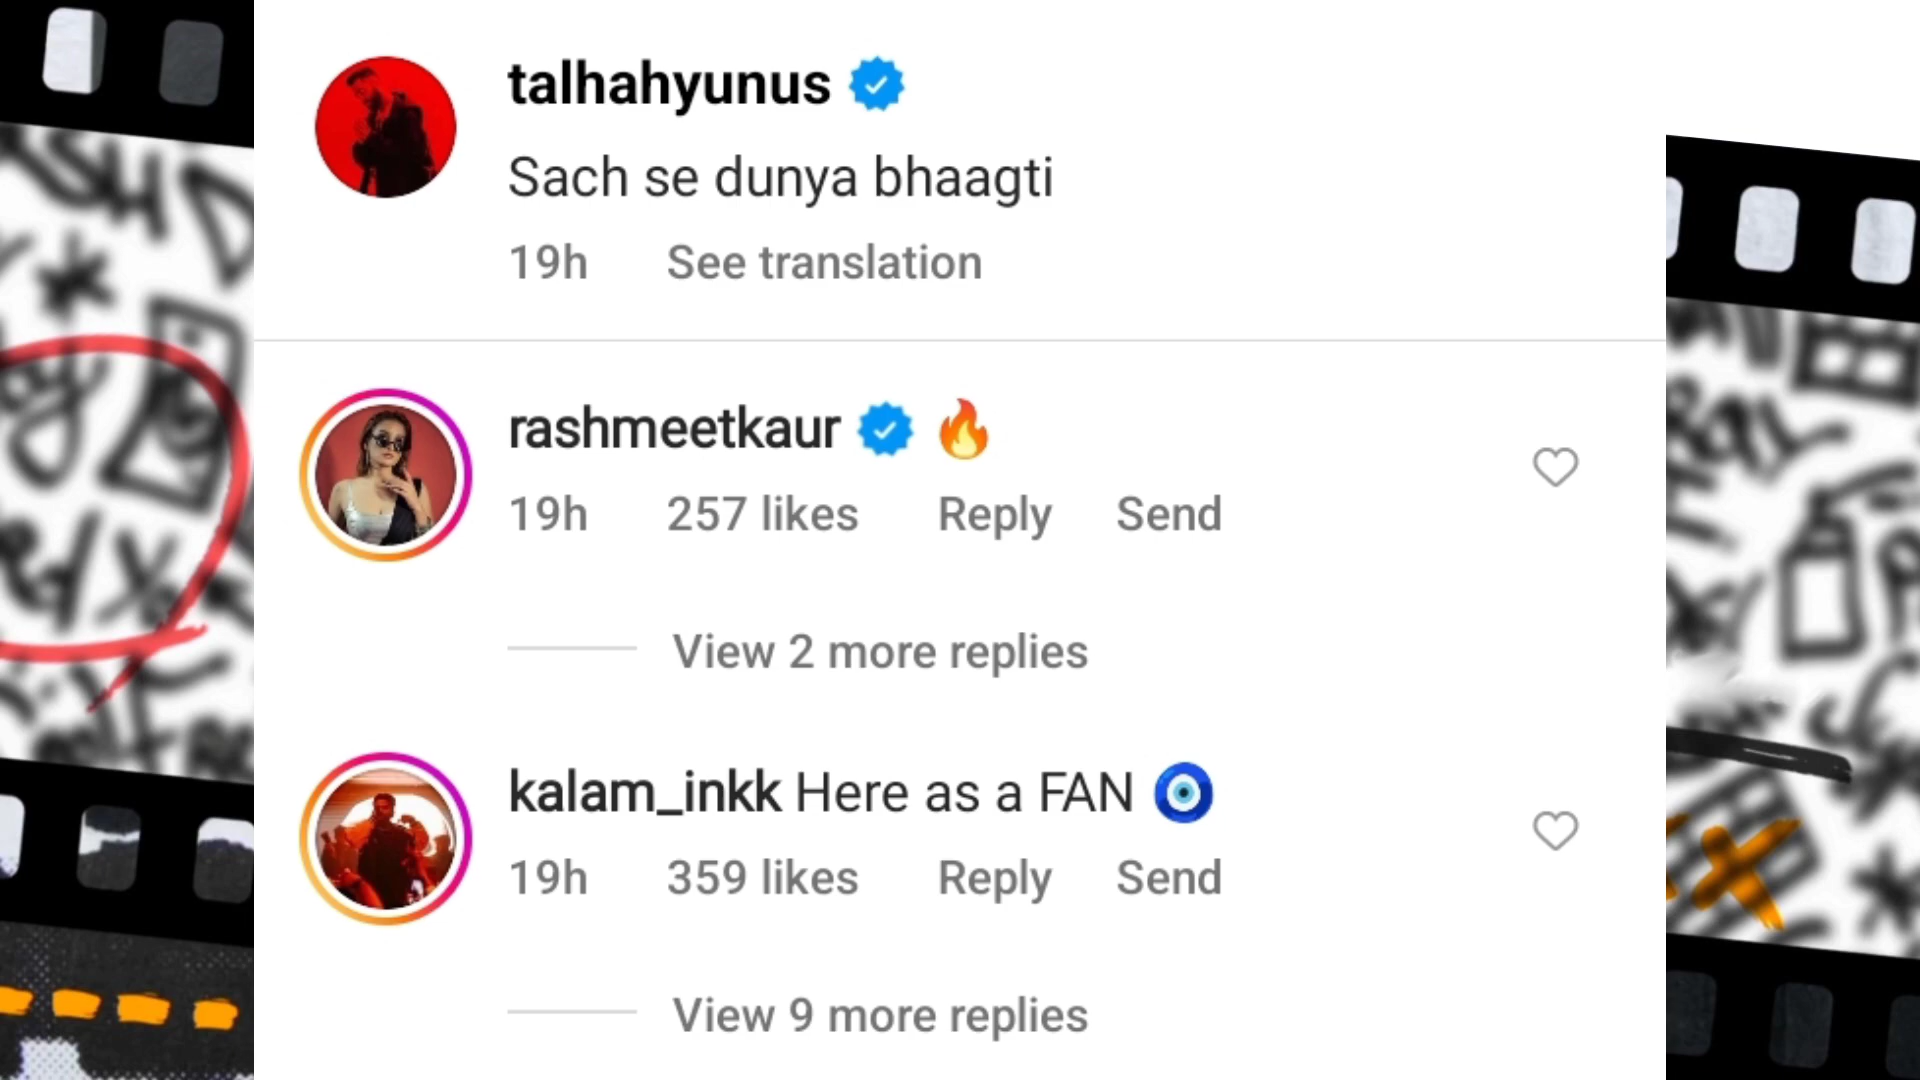 talhahyunus
Sach se dunya bhaagti
19h See translation
rashmeetkaur 🔥
19h 257 likes Reply Send
View 2 more replies
kalam_inkk Here as a FAN 🧿
19h 359 likes Reply Send
View 9 more replies